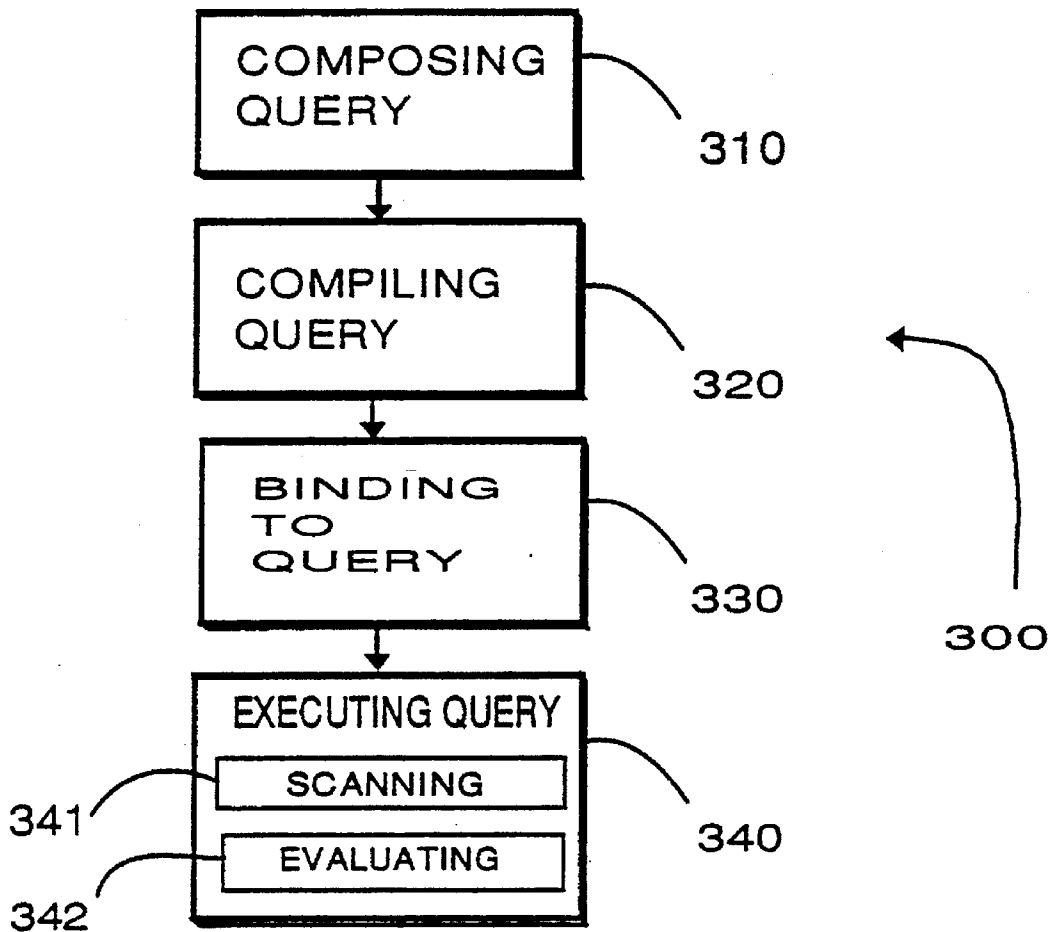 COMPOSING
QUERY
310
COMPILING
QUERY
320
BINDING
TO
QUERY
330
300
EXECUTING QUERY
SCANNING
341
340
EVALUATING
342